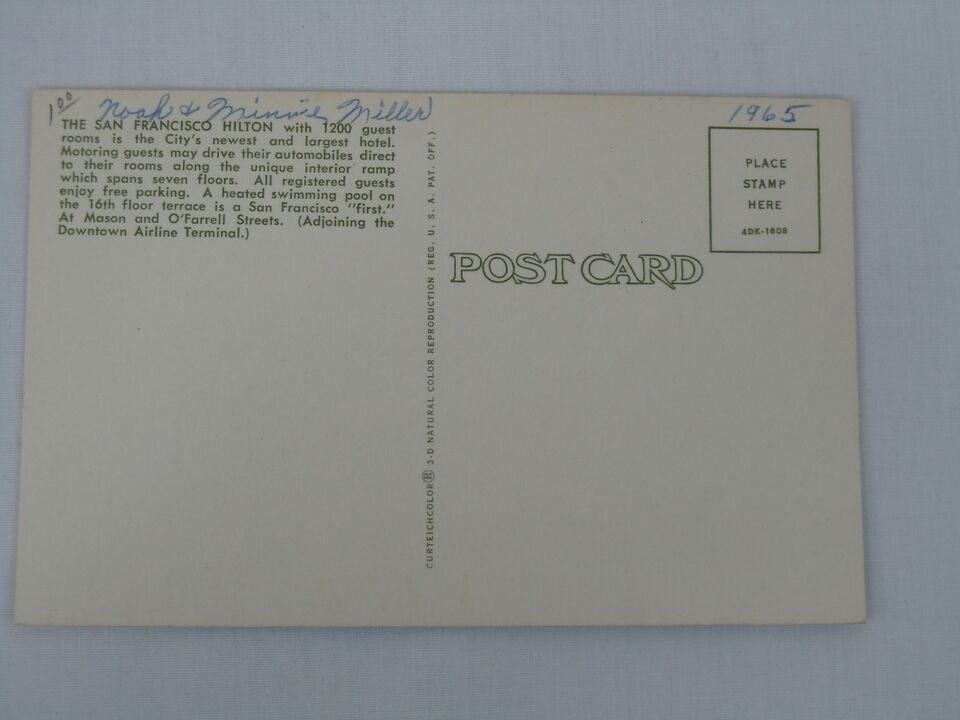 1.00 Noah & Minnie Miller
1965
THE SAN FRANCISCO HILTON with 1200 guest
rooms is the City's newest and largest hotel.
Motoring guests may drive their automobiles direct
to their rooms along the unique interior ramp
which spans seven floors. All registered guests
enjoy free parking. A heated swimming pool on
the 16th floor terrace is a San Francisco "first."
At Mason and O'Farrell Streets. (Adjoining the
Downtown Airline Terminal.)
CURTEICHCOLOR® 3-D NATURAL COLOR REPRODUCTION (REG. U. S. A. PAT. OFF.)
POST CARD
PLACE
STAMP
HERE
4DK-1608